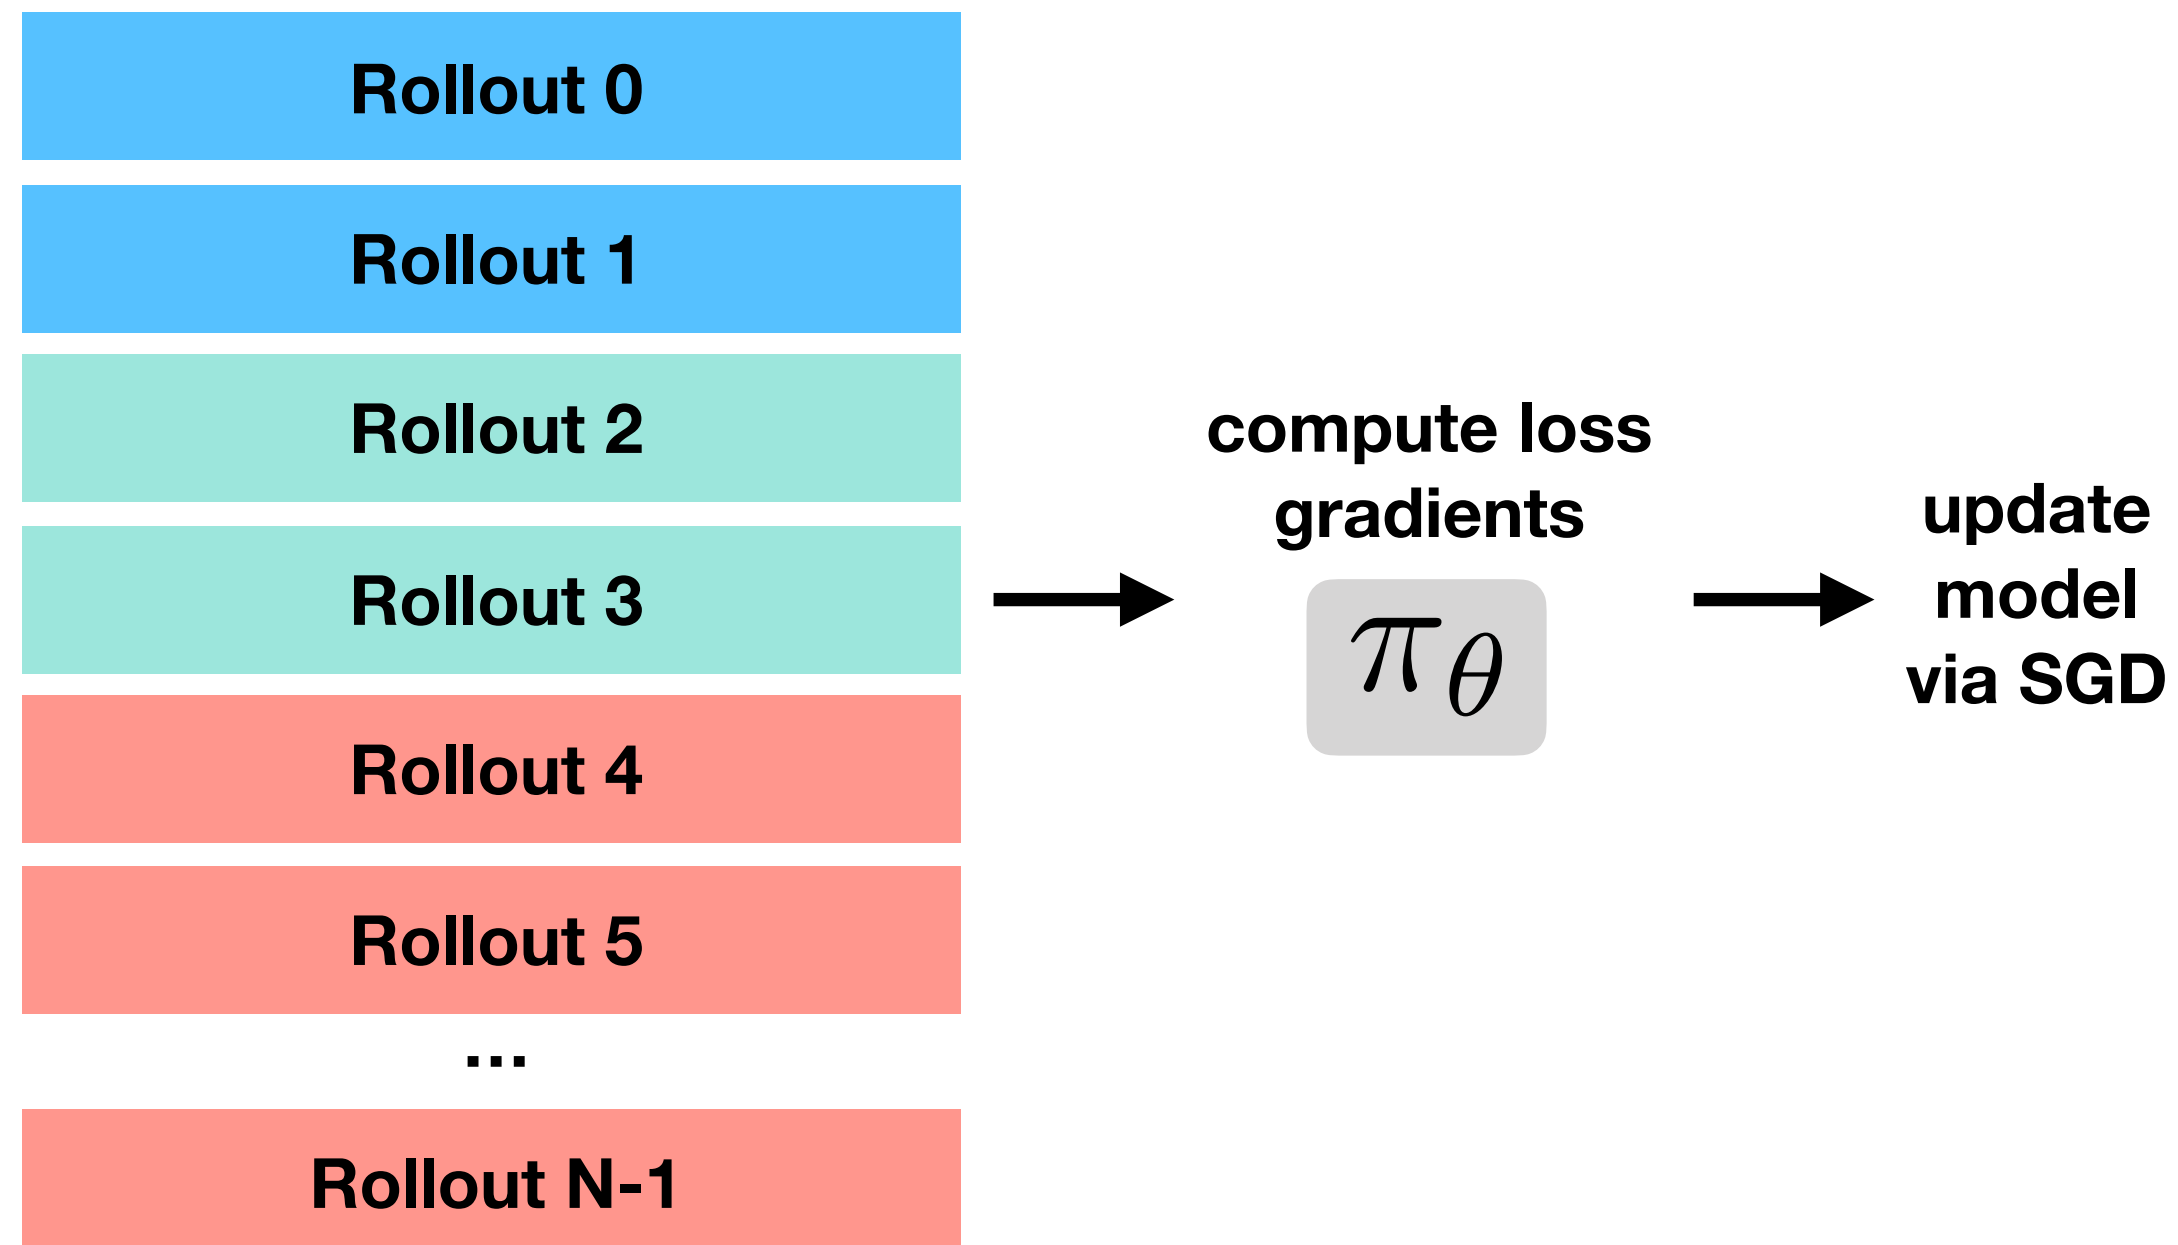 Rollout 0
Rollout 1
Rollout 2
Rollout 3
Rollout 4
Rollout 5
...
Rollout N-1
compute loss
gradients
πθ
update
model
via SGD